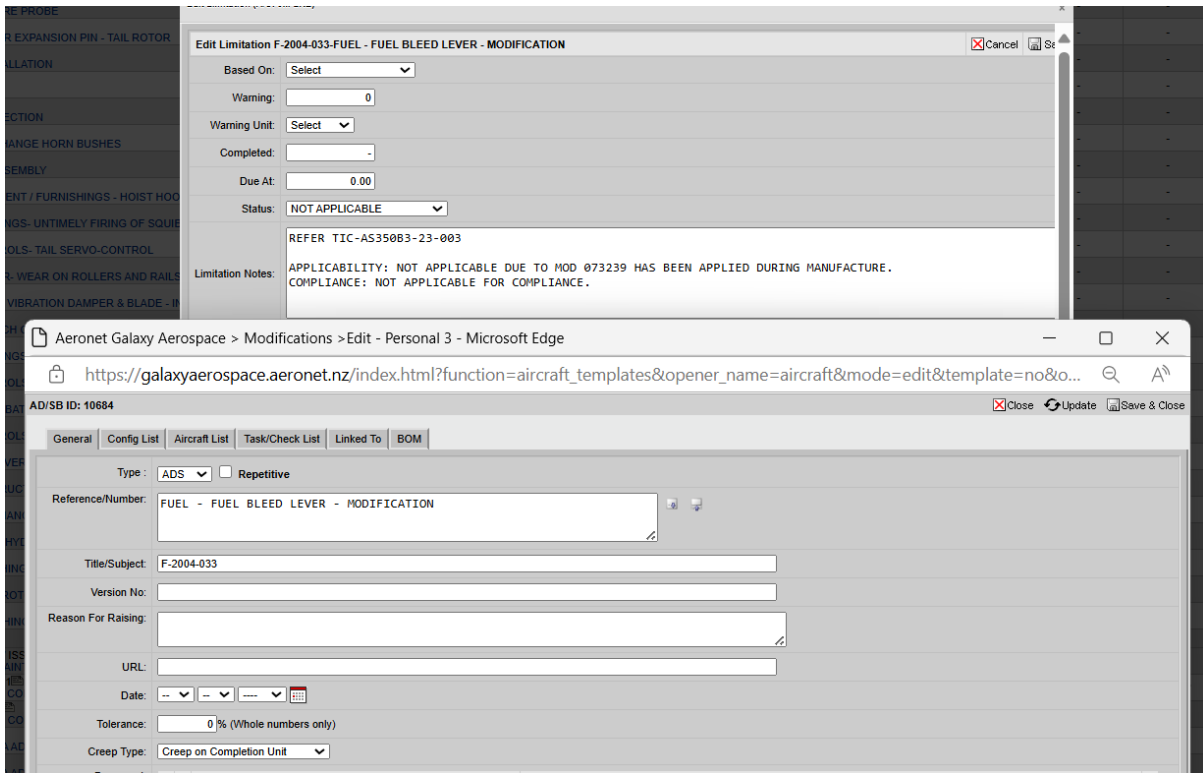 RE PROBE
R EXPANSION PIN - TAIL ROTOR
ALLATION
ECTION
HANGE HORN BUSHES
SEMBLY
ENT / FURNISHINGS - HOIST HOO
NGS- UNTIMELY FIRING OF SQUIE
OLS- TAIL SERVO-CONTROL
R- WEAR ON ROLLERS AND RAILS
VIBRATION DAMPER & BLADE - IN
Edit Limitation F-2004-033-FUEL - FUEL BLEED LEVER - MODIFICATION
Cancel Sa
Based On: Select
Warning: 0
Warning Unit: Select
Completed: -
Due At: 0.00
Status: NOT APPLICABLE
Limitation Notes:
REFER TIC-AS350B3-23-003
APPLICABILITY: NOT APPLICABLE DUE TO MOD 073239 HAS BEEN APPLIED DURING MANUFACTURE.
COMPLIANCE: NOT APPLICABLE FOR COMPLIANCE.
Aeronet Galaxy Aerospace > Modifications >Edit - Personal 3 - Microsoft Edge
https://galaxyaerospace.aeronet.nz/index.html?function=aircraft_templates&opener_name=aircraft&mode=edit&template=no&o...
AD/SB ID: 10684
Close Update Save & Close
General Config List Aircraft List Task/Check List Linked To BOM
Type : ADS Repetitive
Reference/Number: FUEL - FUEL BLEED LEVER - MODIFICATION
Title/Subject: F-2004-033
Version No:
Reason For Raising:
URL:
Date: -- -- ----
Tolerance: 0 % (Whole numbers only)
Creep Type: Creep on Completion Unit